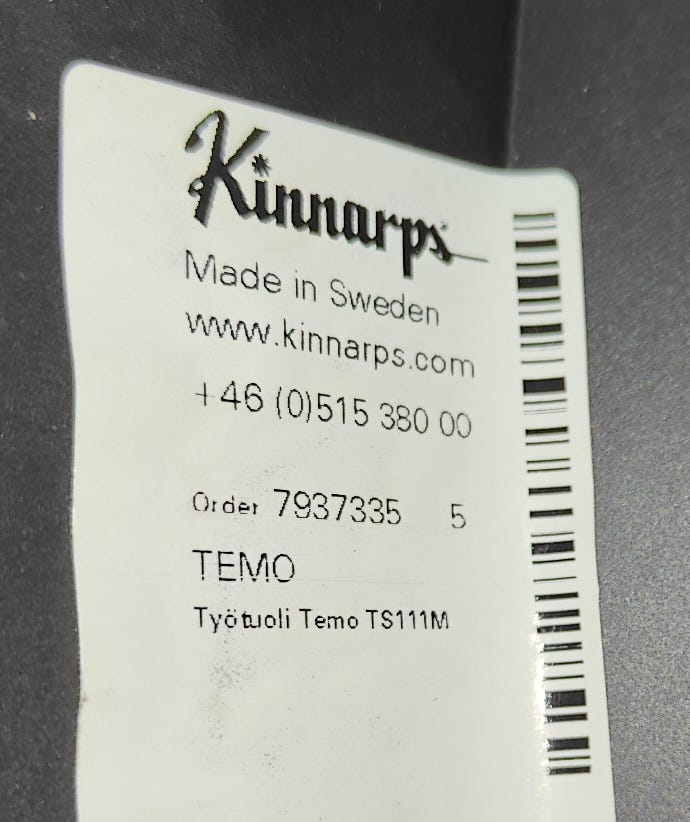 Kinnarps
Made in Sweden
www.kinnarps.com
+46 (0)515 380 00
Order 7937335 5
TEMO
Työtuoli Temo TS111M